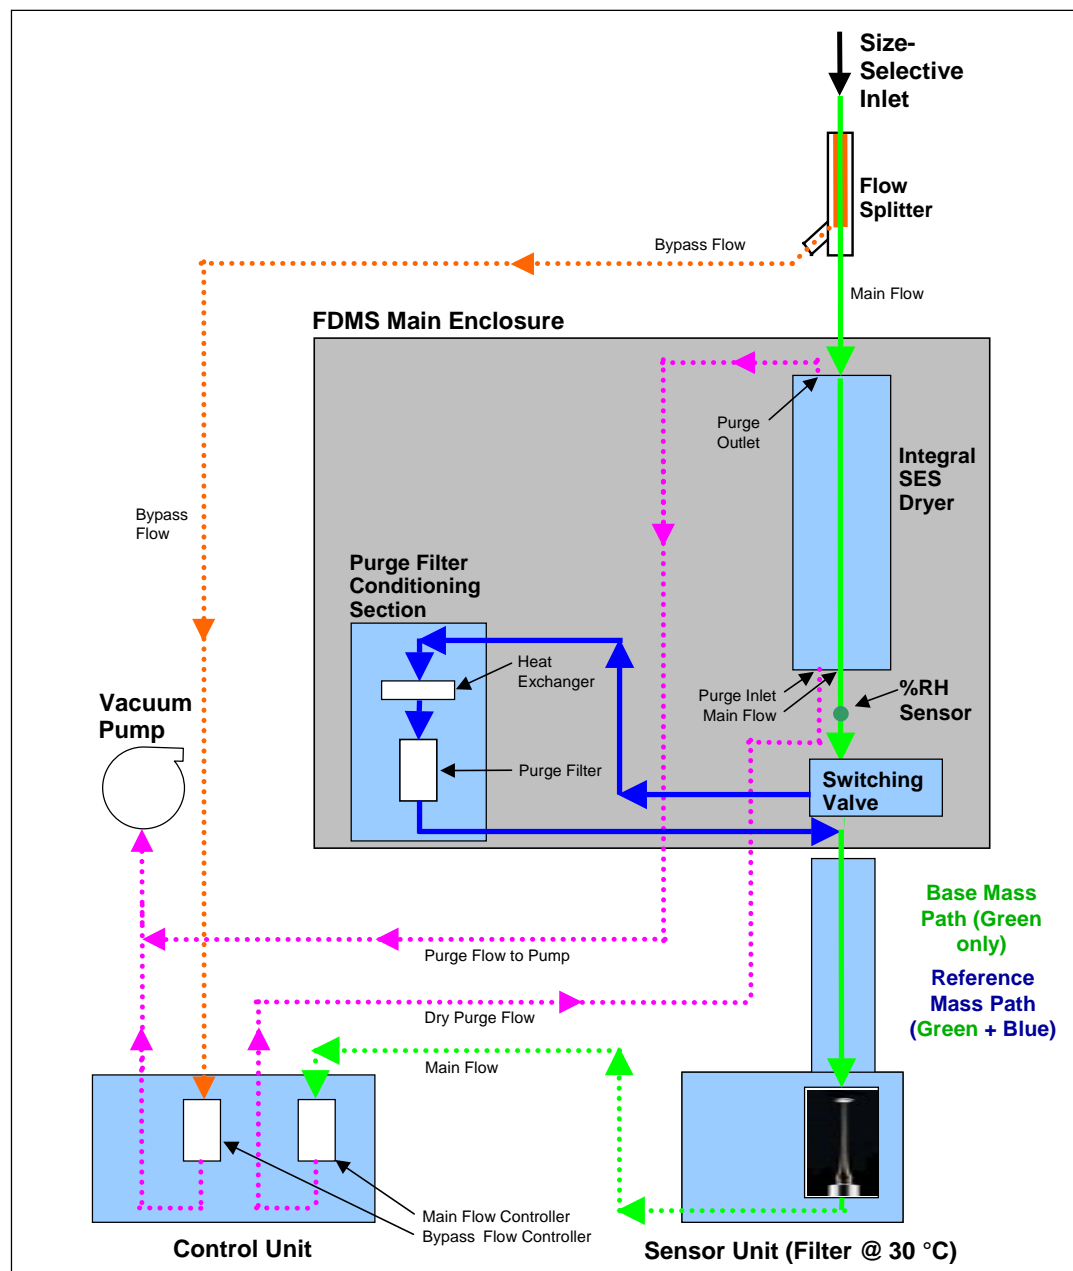 Size-
Selective
Inlet
Flow
Splitter
Bypass Flow
Main Flow
FDMS Main Enclosure
Purge
Outlet
Integral
SES
Dryer
Bypass
Flow
Purge Filter
Conditioning
Section
Heat
Exchanger
Purge Inlet
Main Flow
%RH
Sensor
Vacuum
Pump
Purge Filter
Switching
Valve
Base Mass
Path (Green
only)
Purge Flow to Pump
Reference
Mass Path
(Green + Blue)
Dry Purge Flow
Main Flow
Main Flow Controller
Bypass  Flow Controller
Control Unit
Sensor Unit (Filter @ 30 °C)